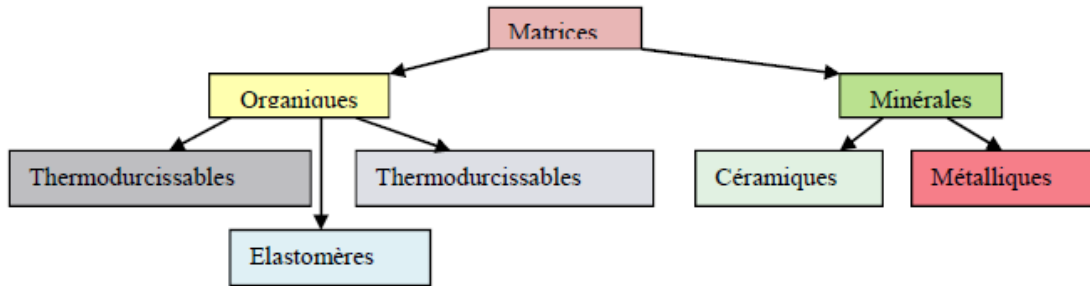 Matrices
Organiques
Minérales
Thermodurcissables
Thermodurcissables
Céramiques
Métalliques
Elastomères